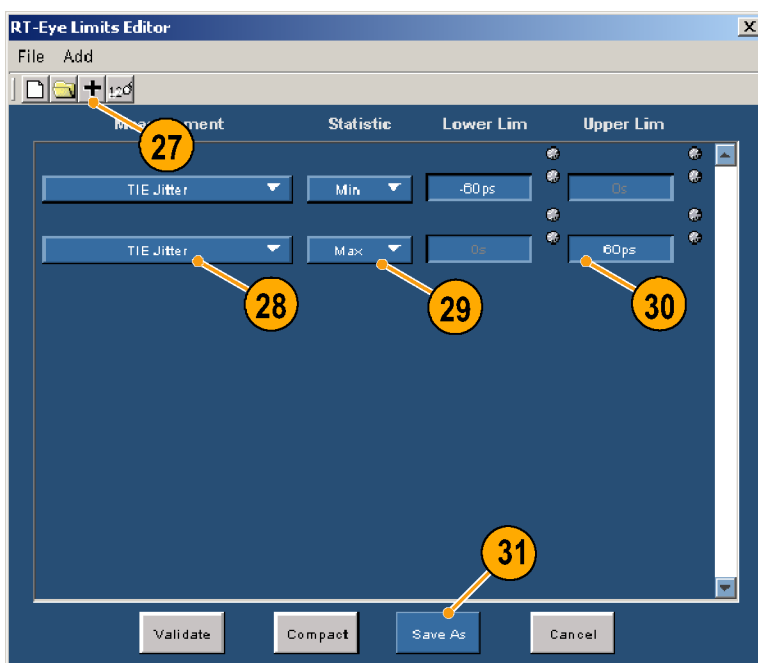 RT-Eye Limits Editor
File Add
27
Statistic Lower Lim Upper Lim
TIE Jitter Min -60ps 0s
TIE Jitter Max 0s 60ps
28 29 30
31
Validate Compact Save As Cancel